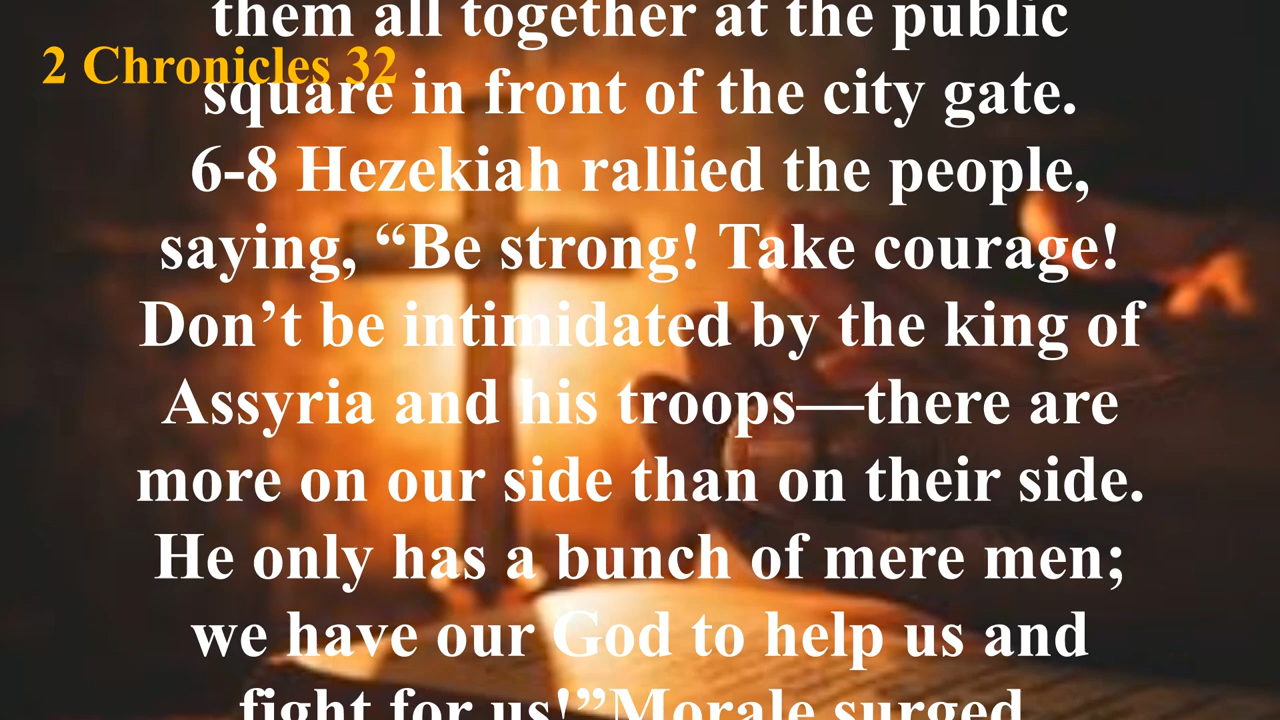 them all together at the public
2 Chronicles 32
square in front of the city gate.
6-8 Hezekiah rallied the people,
saying, “Be strong! Take courage!
Don’t be intimidated by the king of
Assyria and his troops—there are
more on our side than on their side.
He only has a bunch of mere men;
we have our God to help us and
fight for us!”Morale surged